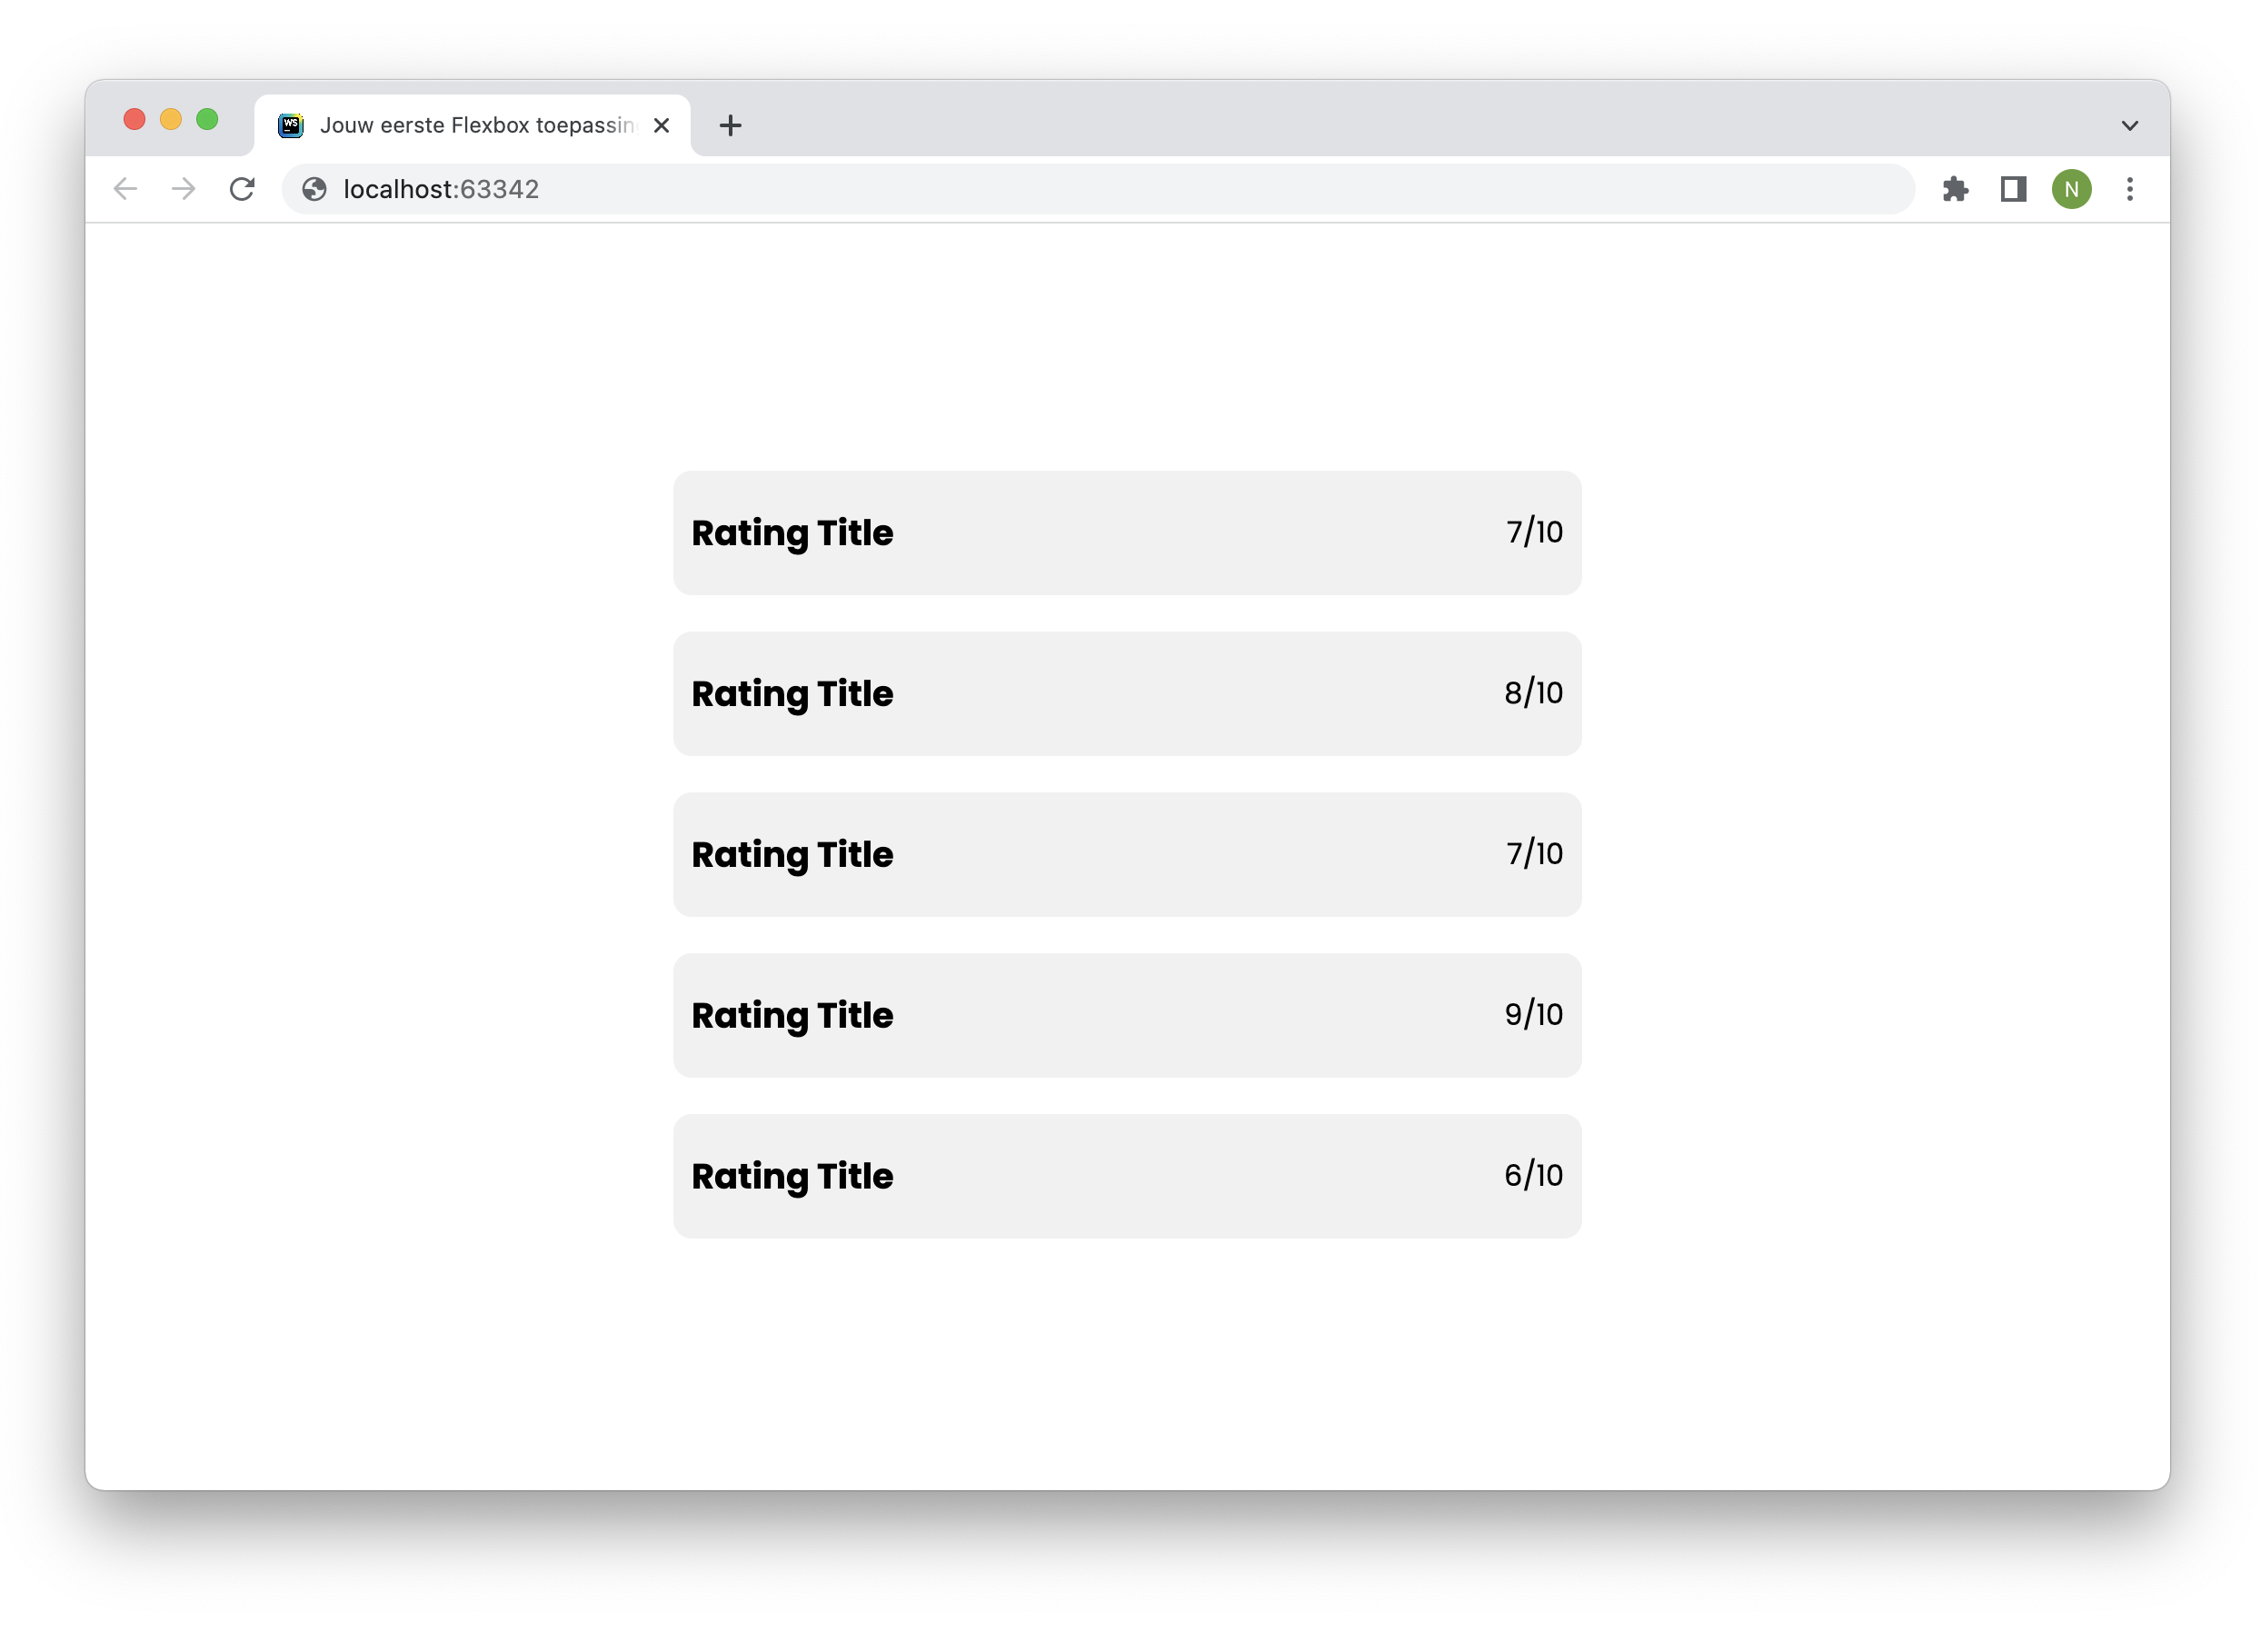 WS
Jouw eerste Flexbox toepassin
localhost:63342
N
Rating Title 7/10
Rating Title 8/10
Rating Title 7/10
Rating Title 9/10
Rating Title 6/10